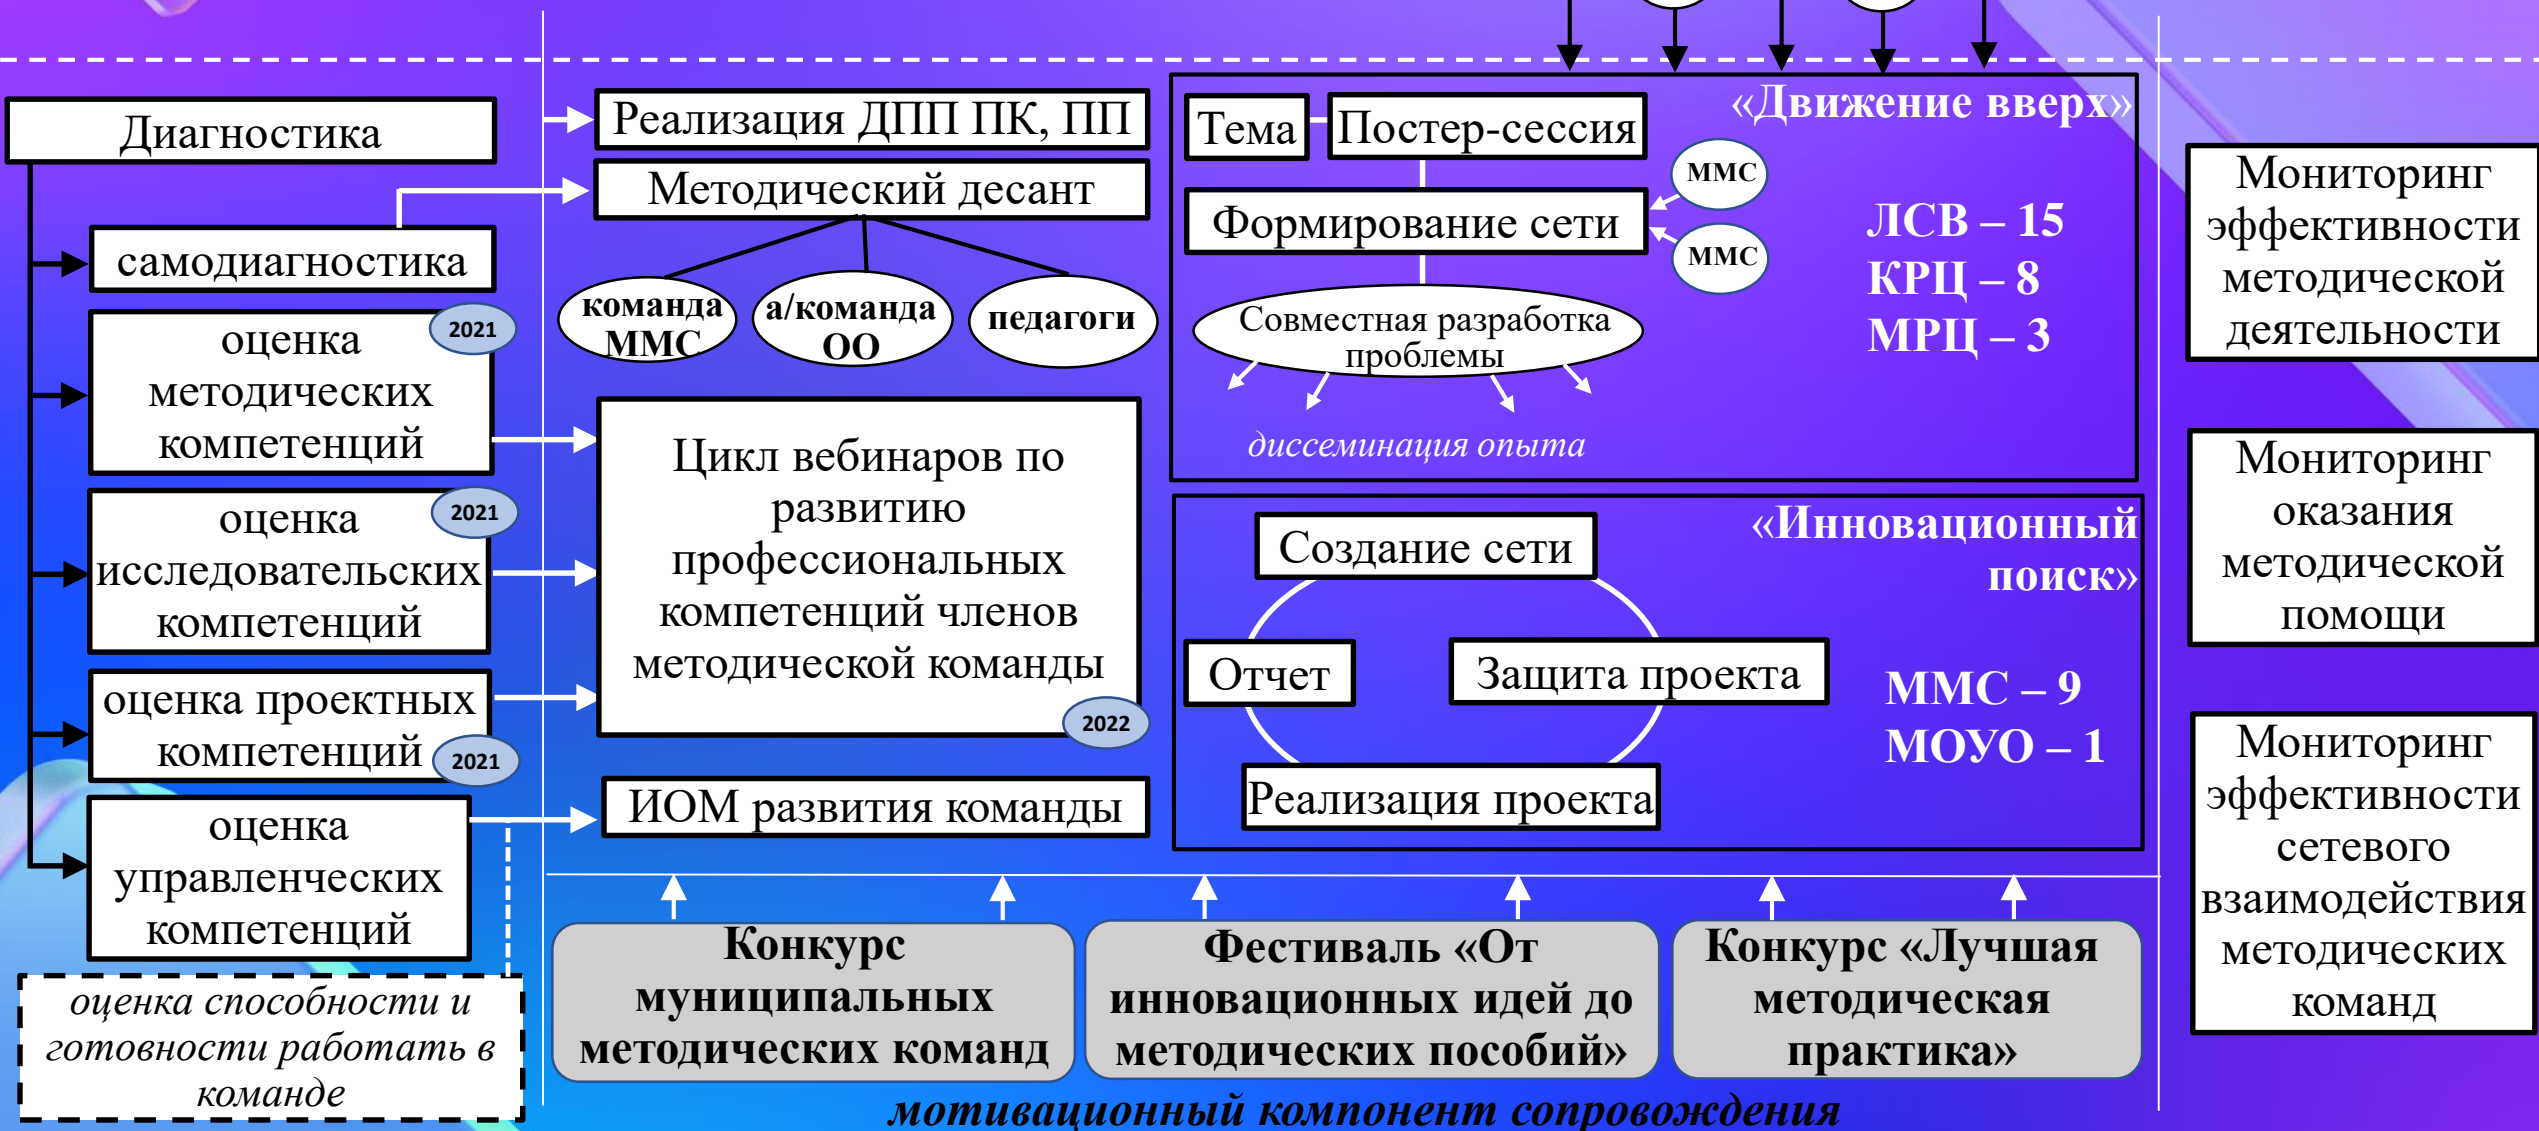 Диагностика
самодиагностика
оценка
методических
компетенций
2021
оценка
исследовательских
компетенций
2021
оценка проектных
компетенций
2021
оценка
управленческих
компетенций
оценка способности и
готовности работать в
команде
Реализация ДПП ПК, ПП
Методический десант
команда
ММС
а/команда
ОО
педагоги
Цикл вебинаров по
развитию
профессиональных
компетенций членов
методической команды
2022
ИОМ развития команды
«Движение вверх»
Тема
Постер-сессия
Формирование сети
ММС
ММС
Совместная разработка
проблемы
диссеминация опыта
ЛСВ – 15
КРЦ – 8
МРЦ – 3
«Инновационный
поиск»
Создание сети
Отчет
Защита проекта
Реализация проекта
ММС – 9
МОУО – 1
Конкурс
муниципальных
методических команд
Фестиваль «От
инновационных идей до
методических пособий»
Конкурс «Лучшая
методическая
практика»
мотивационный компонент сопровождения
Мониторинг
эффективности
методической
деятельности
Мониторинг
оказания
методической
помощи
Мониторинг
эффективности
сетевого
взаимодействия
методических
команд